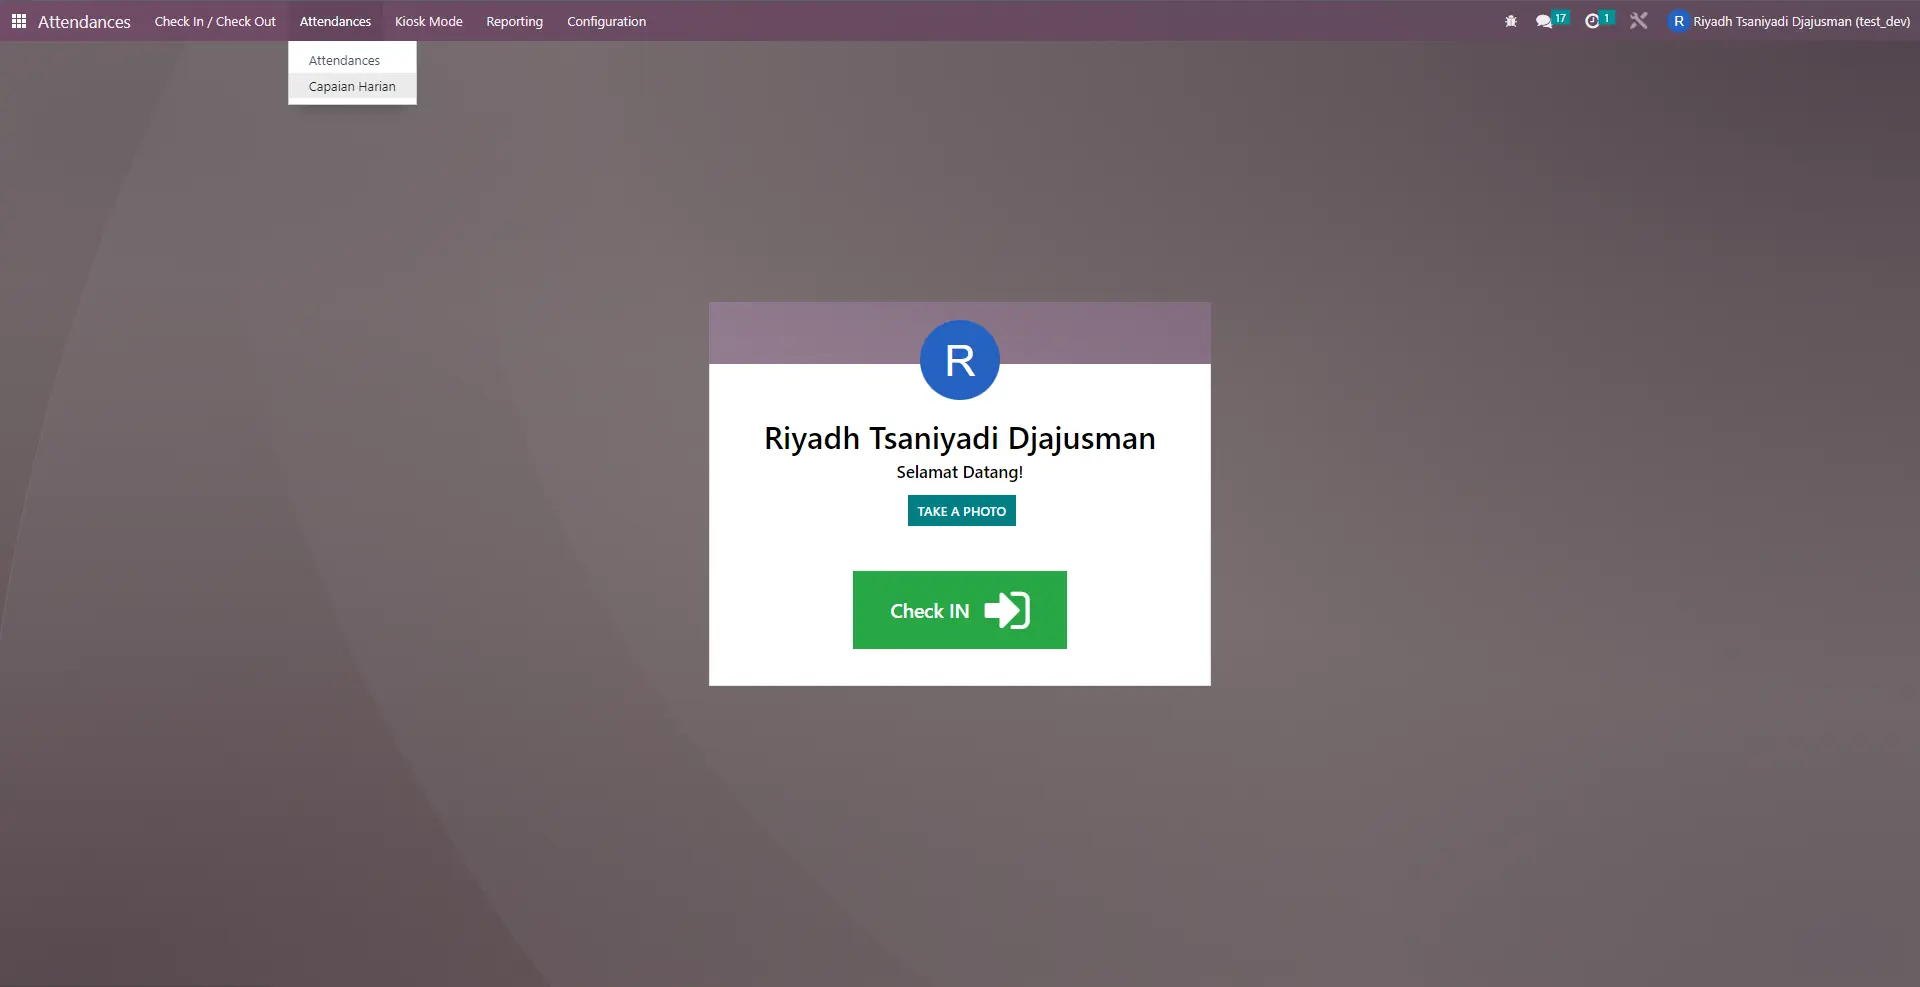 Attendances Check In / Check Out Attendances Kiosk Mode Reporting Configuration 17 1 R Riyadh Tsaniyadi Djajusman (test_dev)
Attendances
Capaian Harian
R
Riyadh Tsaniyadi Djajusman
Selamat Datang!
TAKE A PHOTO
Check IN